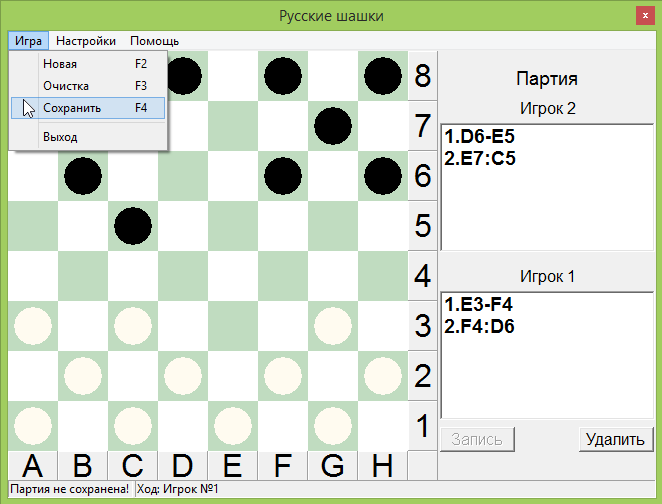 Русские шашки
x
Игра Настройки Помощь
Новая F2
Очистка F3
Сохранить F4
Выход
8
7
6
5
4
3
2
1
A B C D E F G H
Партия
Игрок 2
1.D6-E5
2.E7:C5
Игрок 1
1.E3-F4
2.F4:D6
Запись Удалить
Партия не сохранена! Ход: Игрок №1